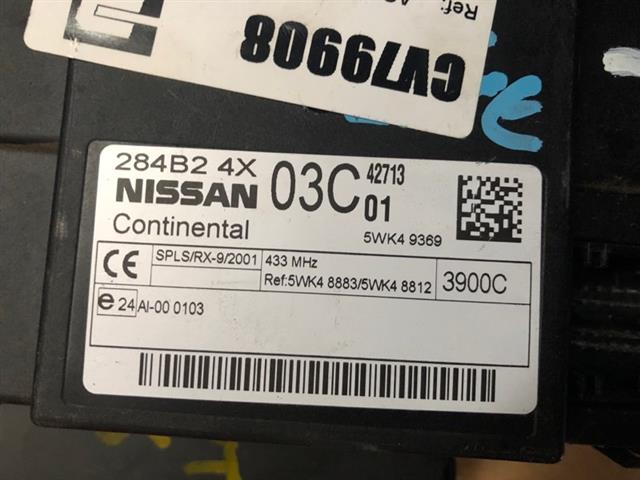 CV79908
Ref:
284B2 4X
NISSAN
03C
42713
01
Continental
5WK4 9369
CE
SPLS/RX-9/2001
433 MHz
Ref:5WK4 8883/5WK4 8812
3900C
e 24 AI-00 0103